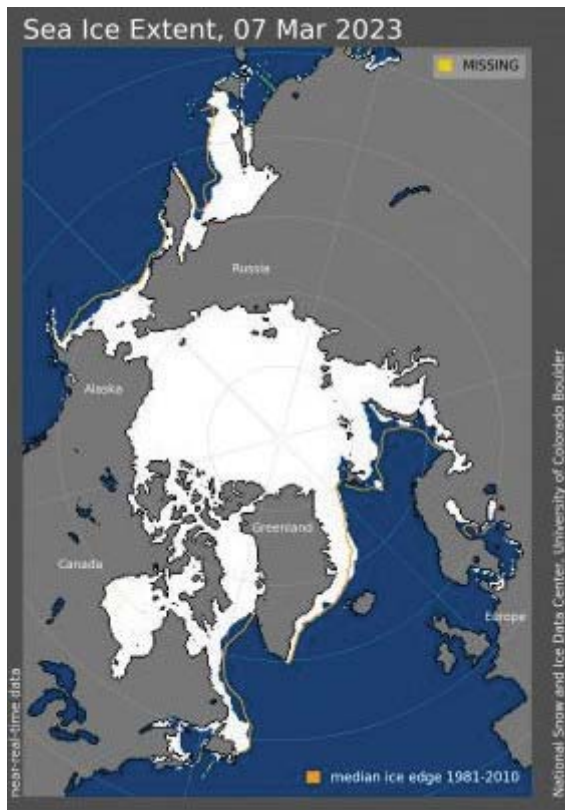 Sea Ice Extent, 07 Mar 2023
MISSING
Russia
Alaska
Greenland
Canada
Europe
near-real-time data
median ice edge 1981-2010
National Snow and Ice Data Center, University of Colorado Boulder